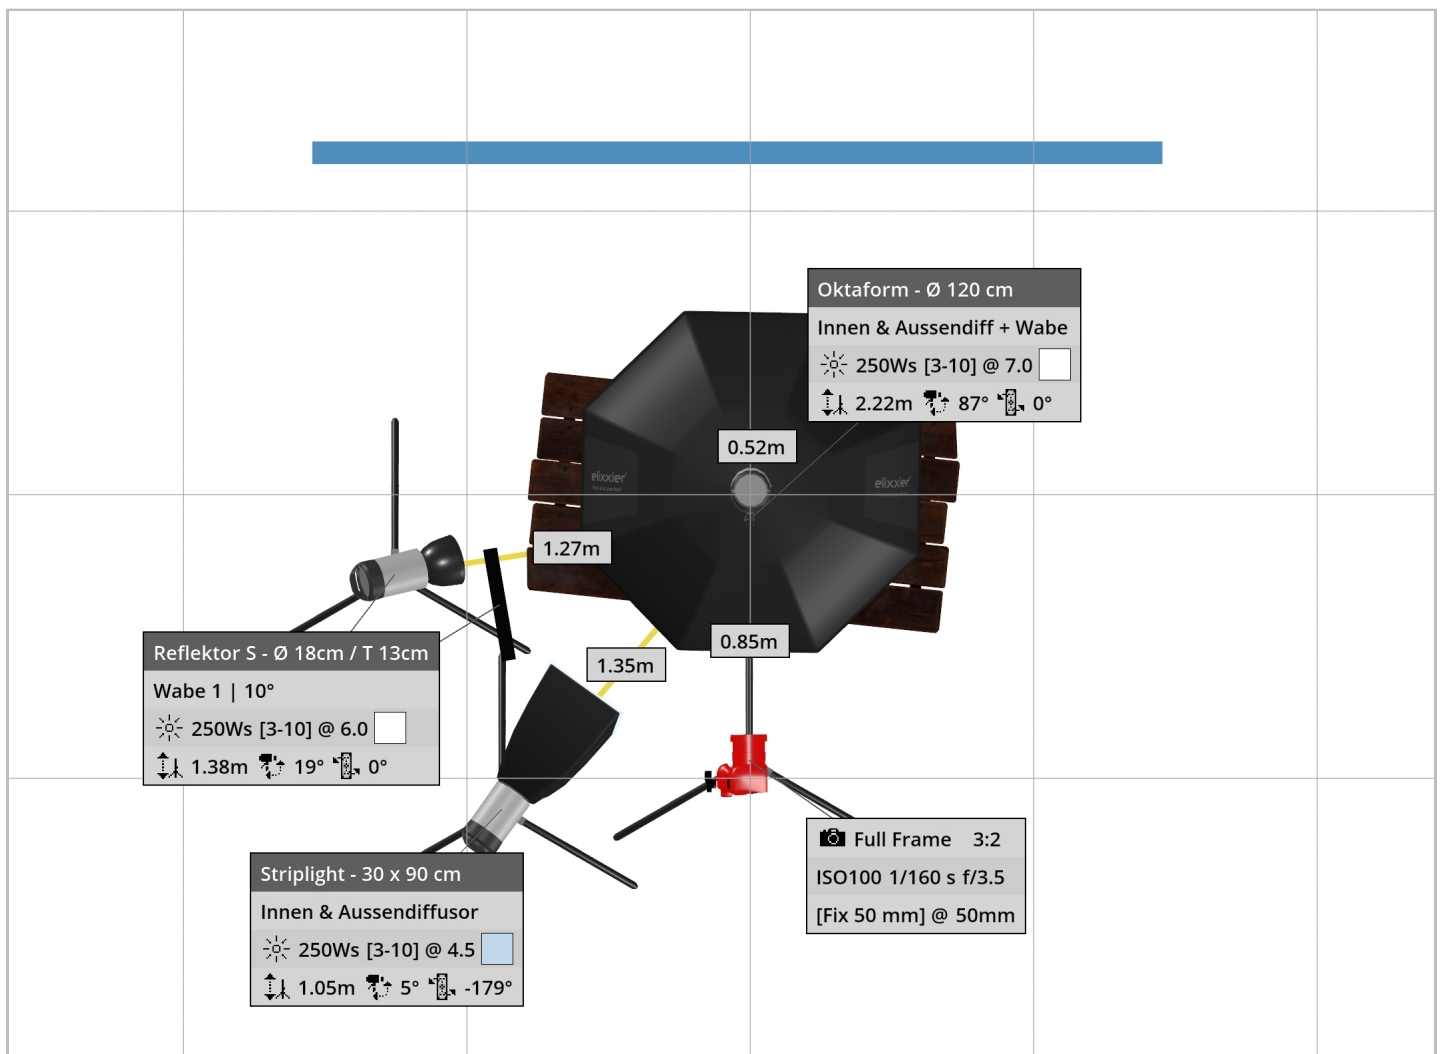 Oktaform - Ø 120 cm
Innen & Aussendiff + Wabe
250Ws [3-10] @ 7.0
2.22m 87° 0°
0.52m
elixxier
elixxier
1.27m
0.85m
1.35m
Reflektor S - Ø 18cm / T 13cm
Wabe 1 | 10°
250Ws [3-10] @ 6.0
1.38m 19° 0°
Full Frame 3:2
ISO100 1/160 s f/3.5
[Fix 50 mm] @ 50mm
Striplight - 30 x 90 cm
Innen & Aussendiffusor
250Ws [3-10] @ 4.5
1.05m 5° -179°